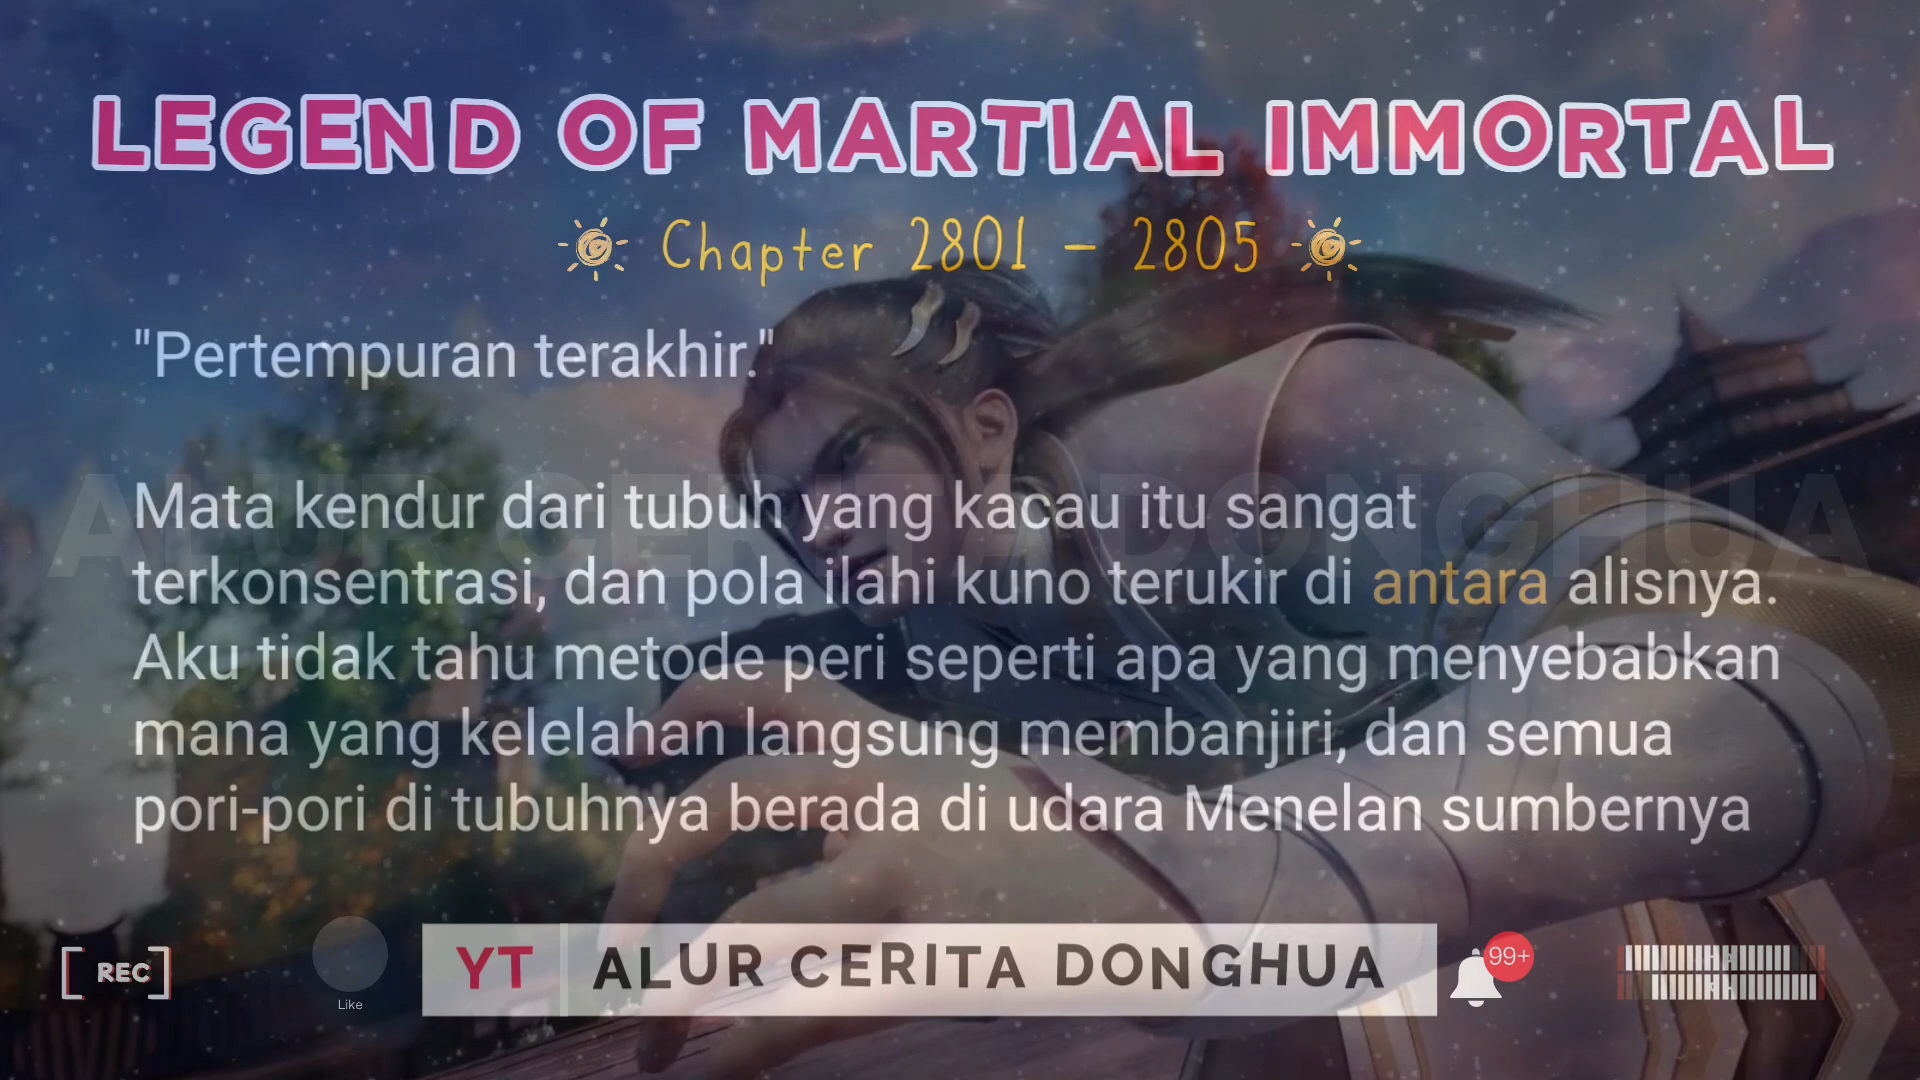 LEGEND OF MARTIAL IMMORTAL
Chapter 2801 - 2805
"Pertempuran terakhir."
ALUR CERITA DONGHUA
Mata kendur dari tubuh yang kacau itu sangat
terkonsentrasi, dan pola ilahi kuno terukir di antara alisnya.
Aku tidak tahu metode peri seperti apa yang menyebabkan
mana yang kelelahan langsung membanjiri, dan semua
pori-pori di tubuhnya berada di udara Menelan sumbernya
REC
Like
YT ALUR CERITA DONGHUA
99+